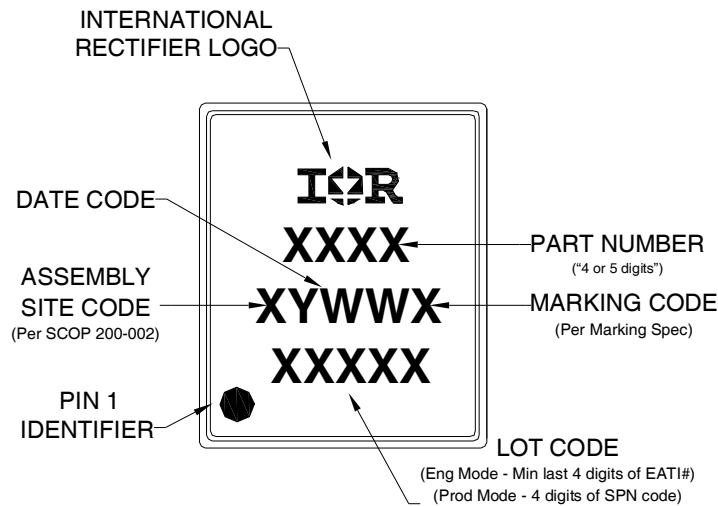 INTERNATIONAL
RECTIFIER LOGO
IOR
DATE CODE
XXXX
PART NUMBER
("4 or 5 digits")
ASSEMBLY
SITE CODE
(Per SCOP 200-002)
XYWWX
MARKING CODE
(Per Marking Spec)
XXXXX
PIN 1
IDENTIFIER
LOT CODE
(Eng Mode - Min last 4 digits of EATI#)
(Prod Mode - 4 digits of SPN code)